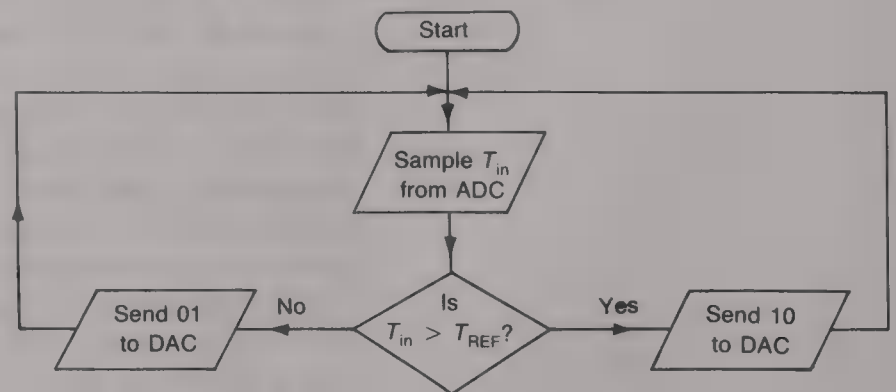 Start
Sample T_in
from ADC
Is
T_in > T_REF?
No
Yes
Send 01
to DAC
Send 10
to DAC